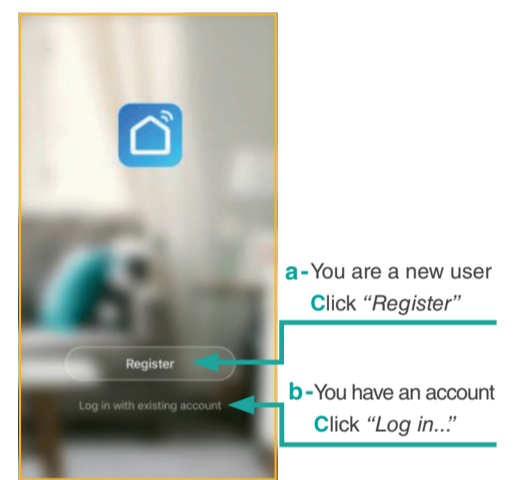 a-You are a new user
Click “Register”
Register
b-You have an account
Log in with existing account
Click “Log in...”